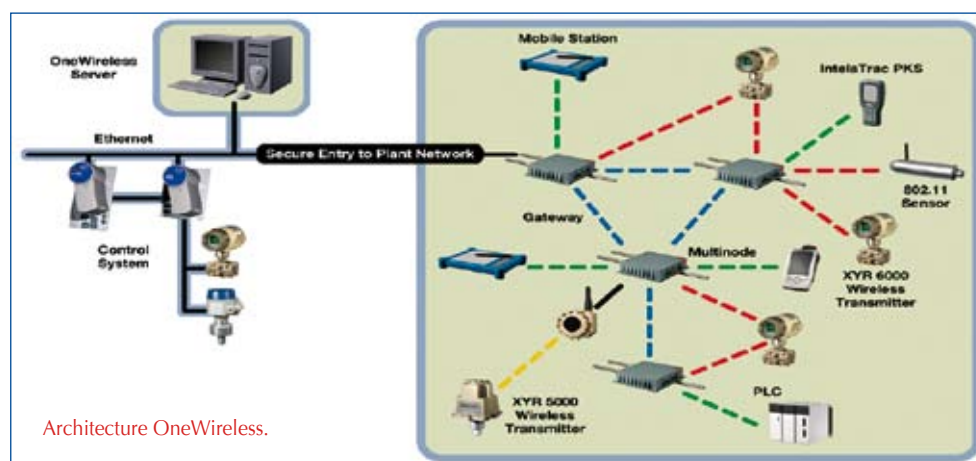 OneWireless
Server
Ethernet
Secure Entry to Plant Network
Control
System
Mobile Station
IntelaTrac PKS
802.11
Sensor
Gateway
Multinode
XYR 6000
Wireless
Transmitter
XYR 5000
Wireless
Transmitter
PLC
Architecture OneWireless.